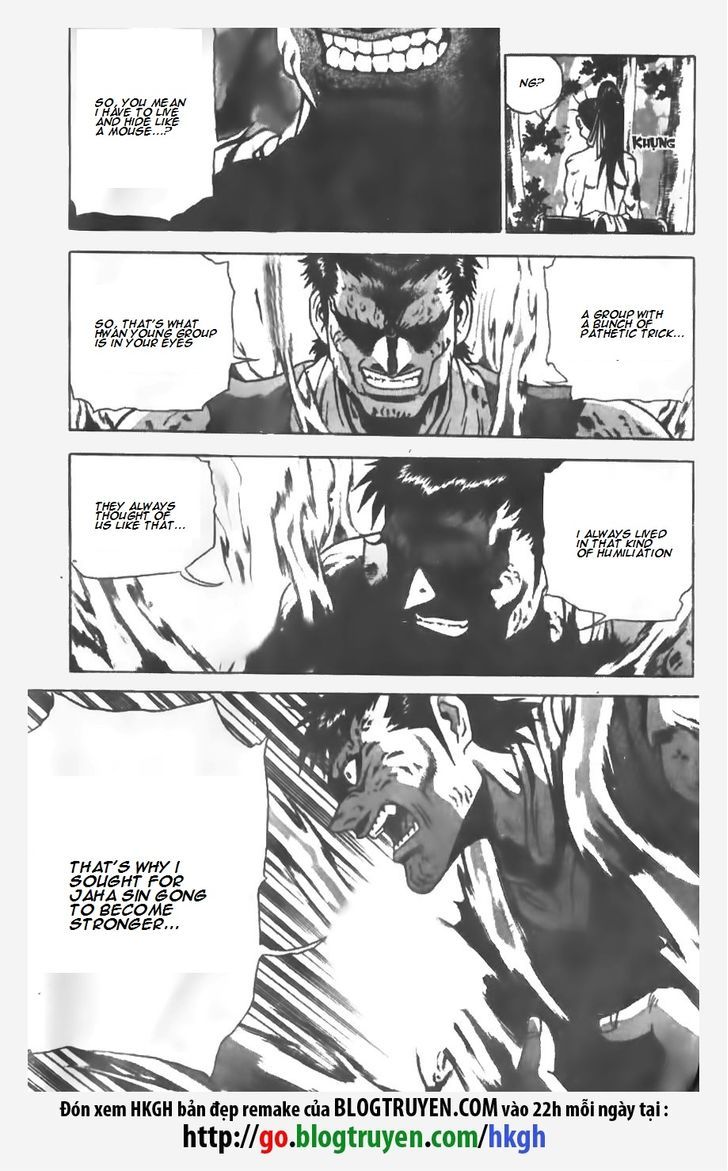 SO, YOU MEAN
I HAVE TO LIVE
AND HIDE LIKE
A MOUSE...?
NG?
KHỤNG
SO, THAT'S WHAT
HWAN YOUNG GROUP
IS IN YOUR EYES
A GROUP WITH
A BUNCH OF
PATHETIC TRICK...
THEY ALWAYS
THOUGHT OF
US LIKE THAT...
I ALWAYS LIVED
IN THAT KIND
OF HUMILIATION
THAT'S WHY I
SOUGHT FOR
JAHA SIN GONG
TO BECOME
STRONGER...
Đón xem HKGH bản đẹp remake của BLOGTRUYEN.COM vào 22h mỗi ngày tại :
http://go.blogtruyen.com/hkgh